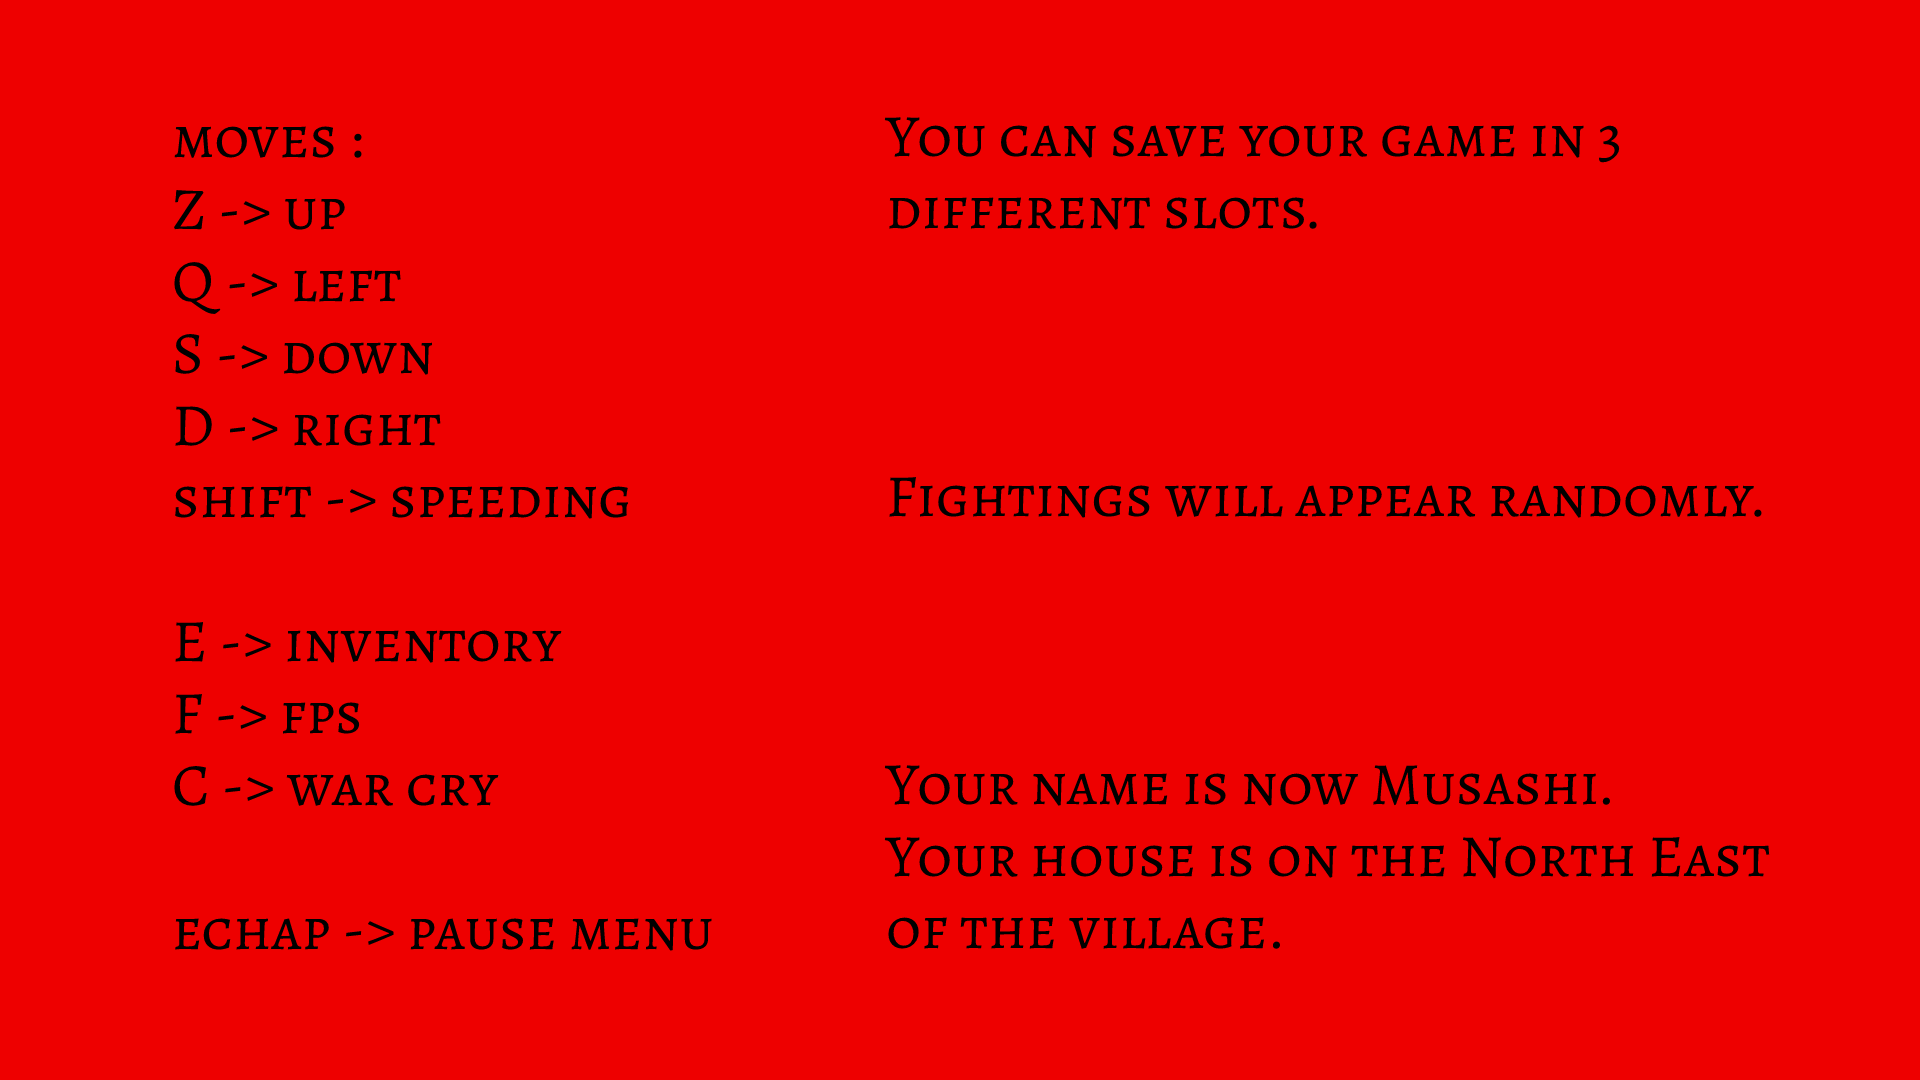 moves :
Z -> up
Q -> left
S -> down
D -> right
shift -> speeding
E -> inventory
F -> fps
C -> war cry
echap -> pause menu
You can save your game in 3
different slots.
Fightings will appear randomly.
Your name is now Musashi.
Your house is on the North East
of the village.